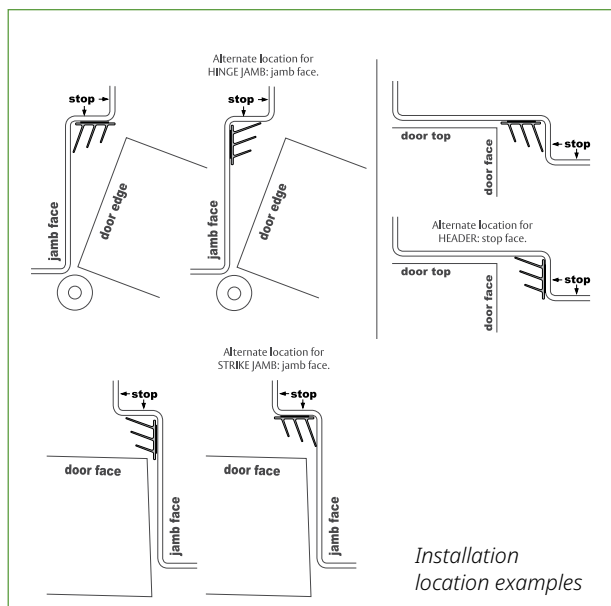 Alternate location for
HINGE JAMB: jamb face.
stop
jamb face
door edge
stop
jamb face
door edge
door top
door face
stop
Alternate location for
HEADER: stop face.
door top
door face
stop
Alternate location for
STRIKE JAMB: jamb face.
stop
door face
jamb face
stop
door face
jamb face
Installation
location examples